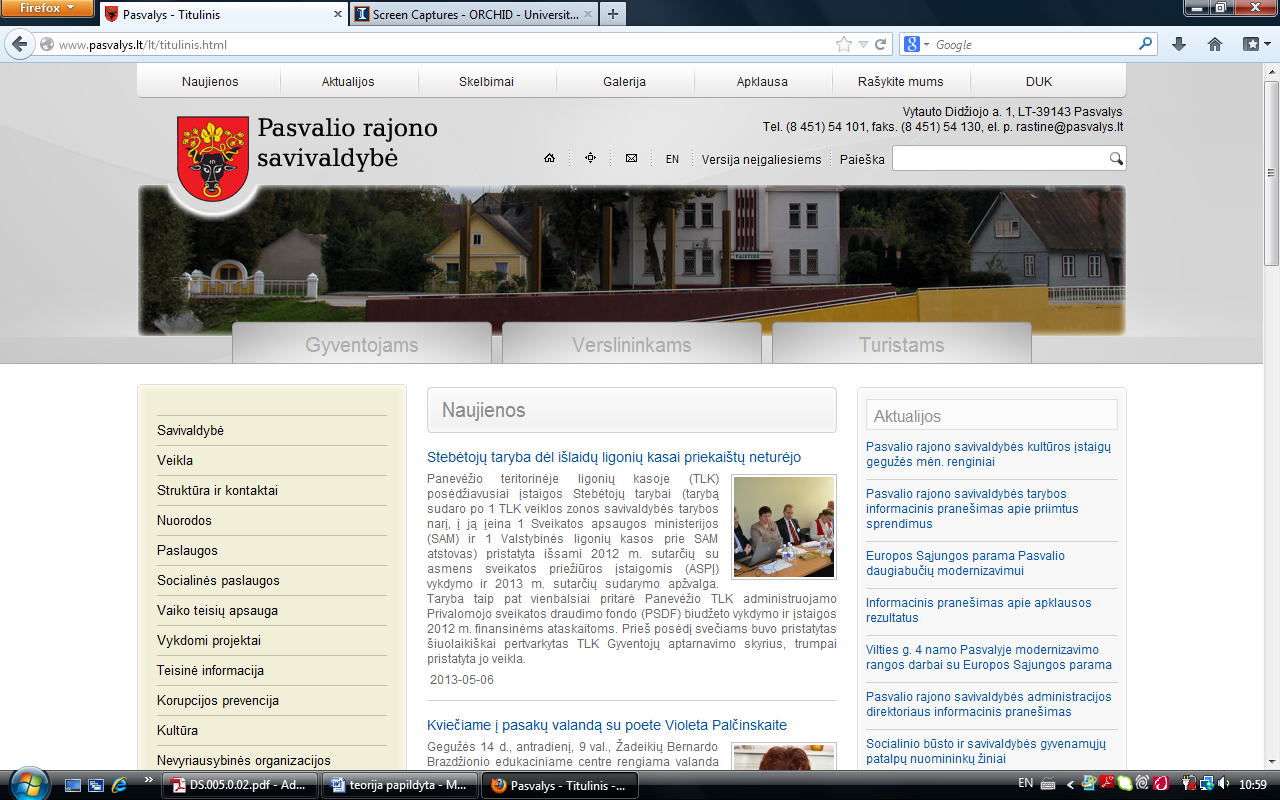 Firefox
Pasvalys - Titulinis
Screen Captures - ORCHID - Universit...
www.pasvalys.lt/lt/titulinis.html
Google
Naujienos
Aktualijos
Skelbimai
Galerija
Apklausa
Rašykite mums
DUK
Pasvalio rajono
savivaldybė
Vytauto Didžiojo a. 1, LT-39143 Pasvalys
Tel. (8 451) 54 101, faks. (8 451) 54 130, el. p. rastine@pasvalys.lt
EN
Versija neįgaliesiems
Paieška
VAISTINĖ
Gyventojams
Verslininkams
Turistams
Savivaldybė
Veikla
Struktūra ir kontaktai
Nuorodos
Paslaugos
Socialinės paslaugos
Vaiko teisių apsauga
Vykdomi projektai
Teisinė informacija
Korupcijos prevencija
Kultūra
Nevyriausybinės organizacijos
Naujienos
Stebėtojų taryba dėl išlaidų ligonių kasai priekaištų neturėjo
Panevėžio teritorinėje ligonių kasoje (TLK)
posėdžiavusiai įstaigos Stebėtojų tarybai (tarybą
sudaro po 1 TLK veiklos zonos savivaldybės tarybos
narį, į ją įeina 1 Sveikatos apsaugos ministerijos
(SAM) ir 1 Valstybinės ligonių kasos prie SAM
atstovas) pristatyta išsami 2012 m. sutarčių su
asmens sveikatos priežiūros įstaigomis (ASPĮ)
vykdymo ir 2013 m. sutarčių sudarymo apžvalga.
Taryba taip pat vienbalsiai pritarė Panevėžio TLK administruojamo
Privalomojo sveikatos draudimo fondo (PSDF) biudžeto vykdymo ir įstaigos
2012 m. finansinėms ataskaitoms. Prieš posėdį svečiams buvo pristatytas
šiuolaikiškai pertvarkytas TLK Gyventojų aptarnavimo skyrius, trumpai
pristatyta jo veikla.
2013-05-06
Kviečiame į pasakų valandą su poete Violeta Palčinskaite
Gegužės 14 d., antradienį, 9 val., Žadeikių Bernardo
Brazdžionio edukaciniame centre rengiama valanda
Aktualijos
Pasvalio rajono savivaldybės kultūros įstaigų
gegužės mėn. renginiai
Pasvalio rajono savivaldybės tarybos
informacinis pranešimas apie priimtus
sprendimus
Europos Sąjungos parama Pasvalio
daugiabučių modernizavimui
Informacinis pranešimas apie apklausos
rezultatus
Vilties g. 4 namo Pasvalyje modernizavimo
rangos darbai su Europos Sąjungos parama
Pasvalio rajono savivaldybės administracijos
direktoriaus informacinis pranešimas
Socialinio būsto ir savivaldybės gyvenamųjų
patalpų nuomininkų žiniai
DS.005.0.02.pdf - Ad...
teorija papildyta - M...
Pasvalys - Titulinis -...
EN
10:59